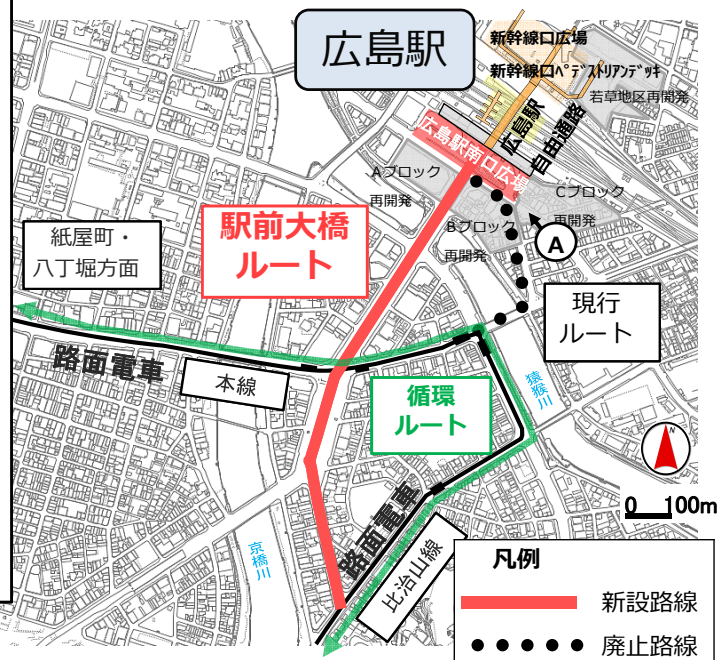 広島駅
新幹線口広場
新幹線口ﾍﾟﾃﾞｽﾄﾘｱﾝﾃﾞｯｷ
若草地区再開発
広島駅
自由通路
広島駅南口広場
Aブロック
再開発
Cブロック
再開発
Bブロック
再開発
A
駅前大橋
ルート
紙屋町・
八丁堀方面
現行
ルート
路面電車
本線
循環
ルート
猿猴川
N
0 100m
路面電車
比治山線
京橋川
凡例
新設路線
廃止路線